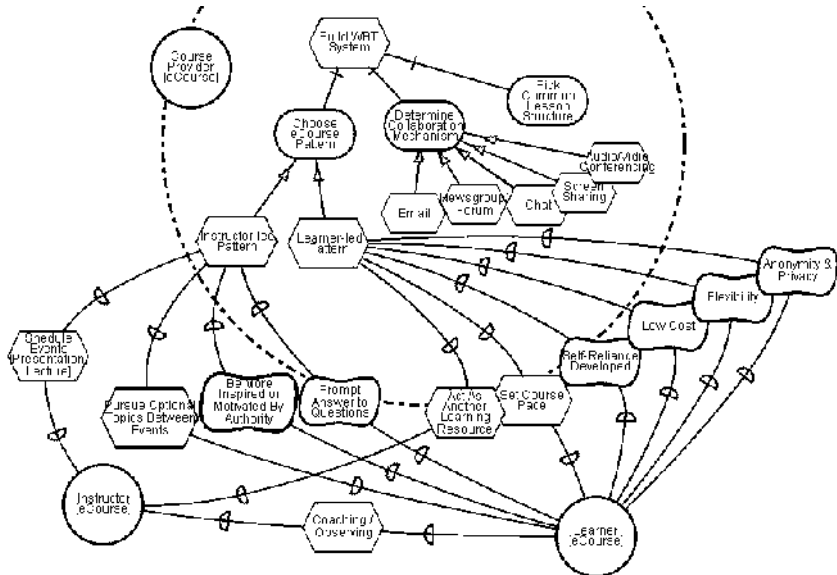 Build WBT
System
Course
Provider
[eCourse]
Pick
Common
Lesson
Structure
Choose
eCourse
Pattern
Determine
Collaboration
Mechanism
Audio/Video
Conferencing
Email
Newsgroup
Forum
Chat
Screen
Sharing
Instructor-led
Pattern
Learner-led
Pattern
Anonymity &
Privacy
Flexibility
Low Cost
Self-Reliance
Developed
Schedule
Events
[Presentation
Lecture]
Pursue Optional
Topics Between
Events
Be More
Inspired or
Motivated By
Authority
Prompt
Answer to
Questions
Act As
Another
Learning
Resource
Set Course
Pace
Instructor
[eCourse]
Coaching /
Observing
Learner
[eCourse]